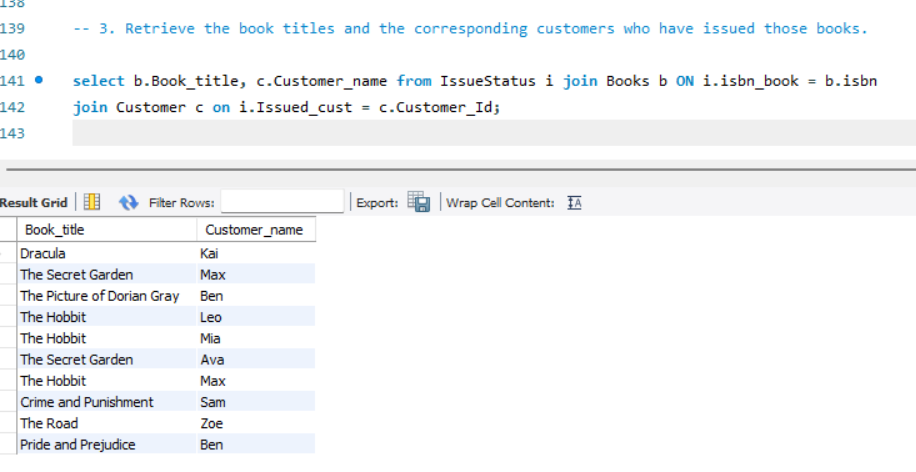 138
139 -- 3. Retrieve the book titles and the corresponding customers who have issued those books.
140
141 select b.Book_title, c.Customer_name from IssueStatus i join Books b ON i.isbn_book = b.isbn
142 join Customer c on i.Issued_cust = c.Customer_Id;
143
Result Grid Filter Rows: Export: Wrap Cell Content: IA
Book_title Customer_name
Dracula Kai
The Secret Garden Max
The Picture of Dorian Gray Ben
The Hobbit Leo
The Hobbit Mia
The Secret Garden Ava
The Hobbit Max
Crime and Punishment Sam
The Road Zoe
Pride and Prejudice Ben